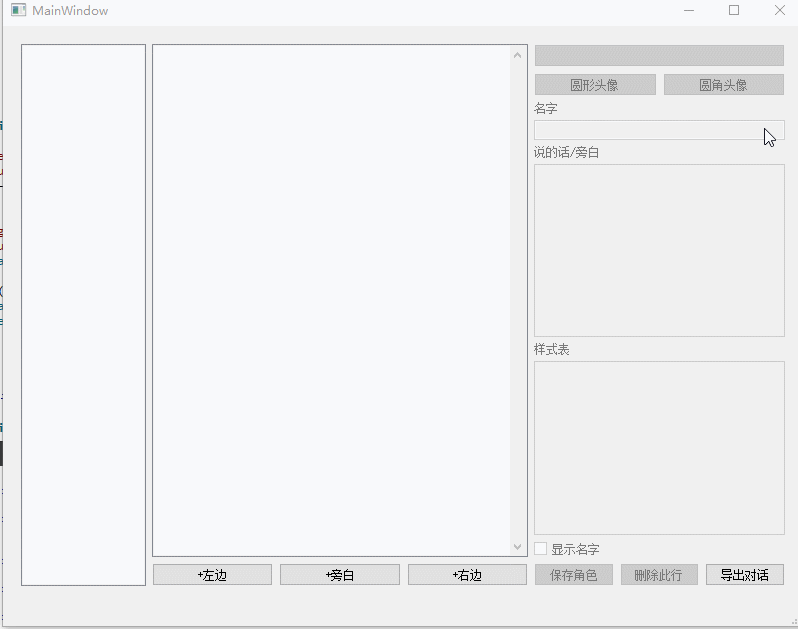 MainWindow
圆形头像 圆角头像
名字
说的话/旁白
样式表
显示名字
+左边 +旁白 +右边 保存角色 删除此行 导出对话